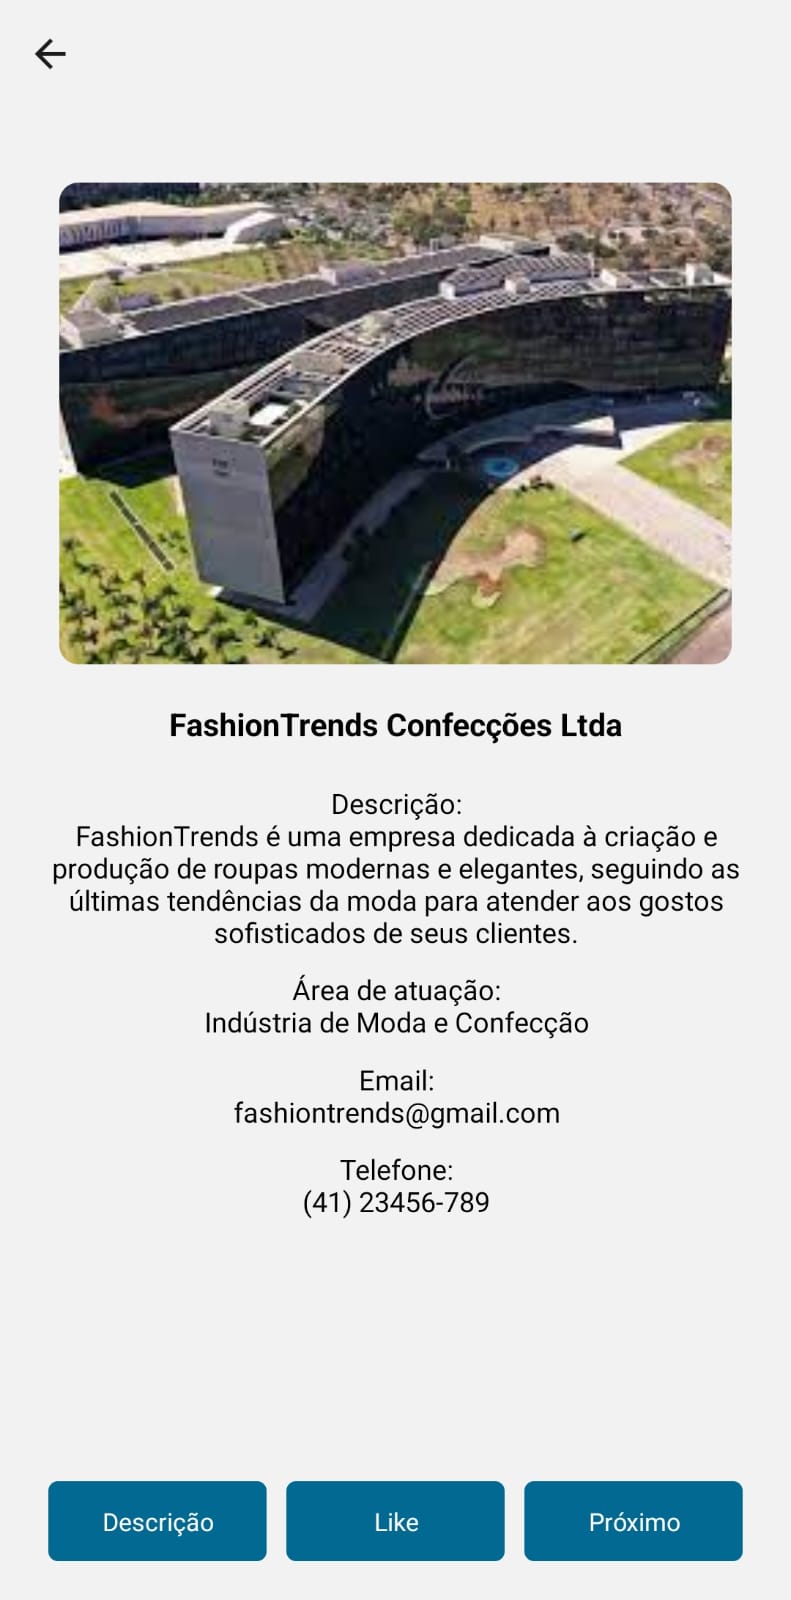 FashionTrends Confecções Ltda
Descrição:
FashionTrends é uma empresa dedicada à criação e
produção de roupas modernas e elegantes, seguindo as
últimas tendências da moda para atender aos gostos
sofisticados de seus clientes.
Área de atuação:
Indústria de Moda e Confecção
Email:
fashiontrends@gmail.com
Telefone:
(41) 23456-789
Descrição
Like
Próximo